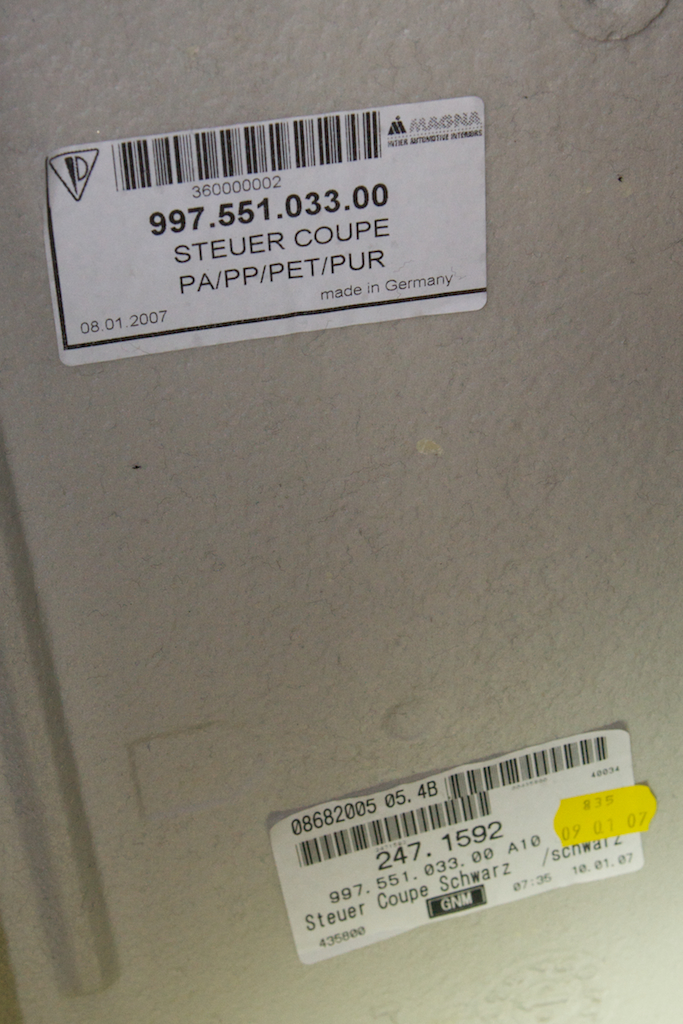 MAGNA
INTIER AUTOMOTIVE INTERIORS
360000002
997.551.033.00
STEUER COUPE
PA/PP/PET/PUR
made in Germany
08.01.2007
40034
08682005 05.4B
835
09 01 07
247.1592
997.551.033.00 A10 /schwarz
Steuer Coupe Schwarz
GNM 07:35 10.01.07
435800